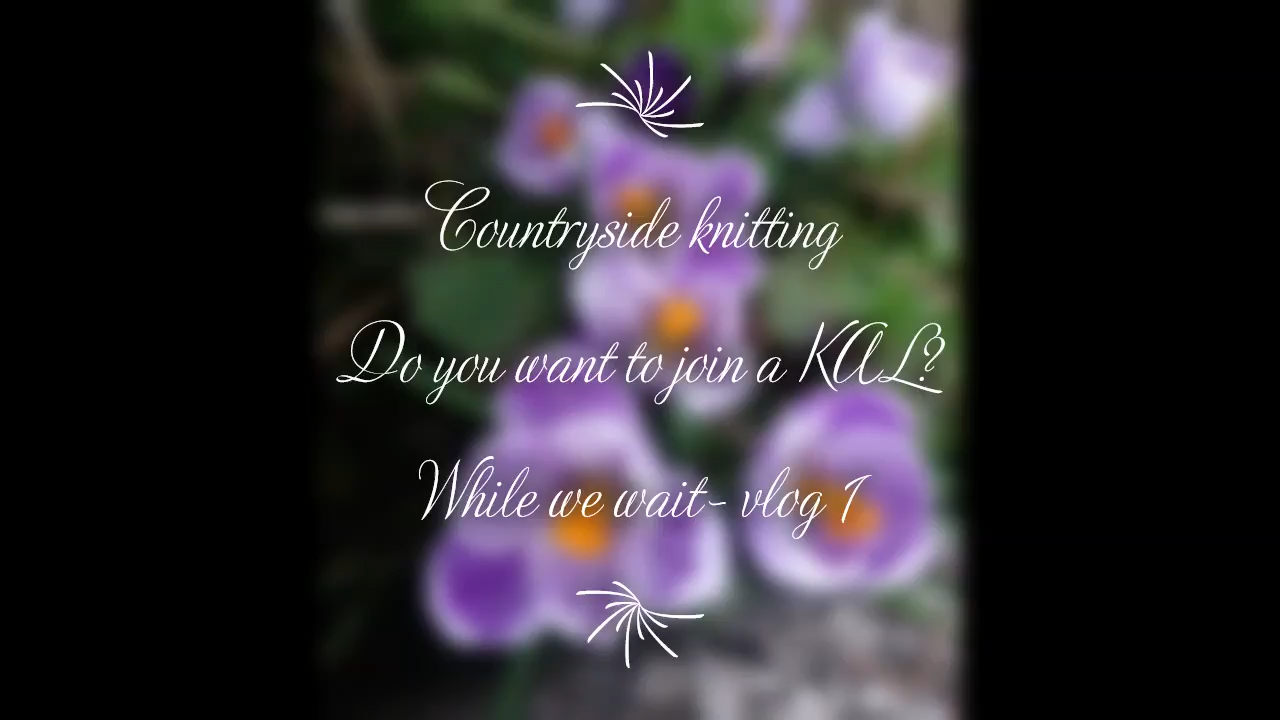 Countryside knitting
Do you want to join a KAL?
While we wait- vlog 1